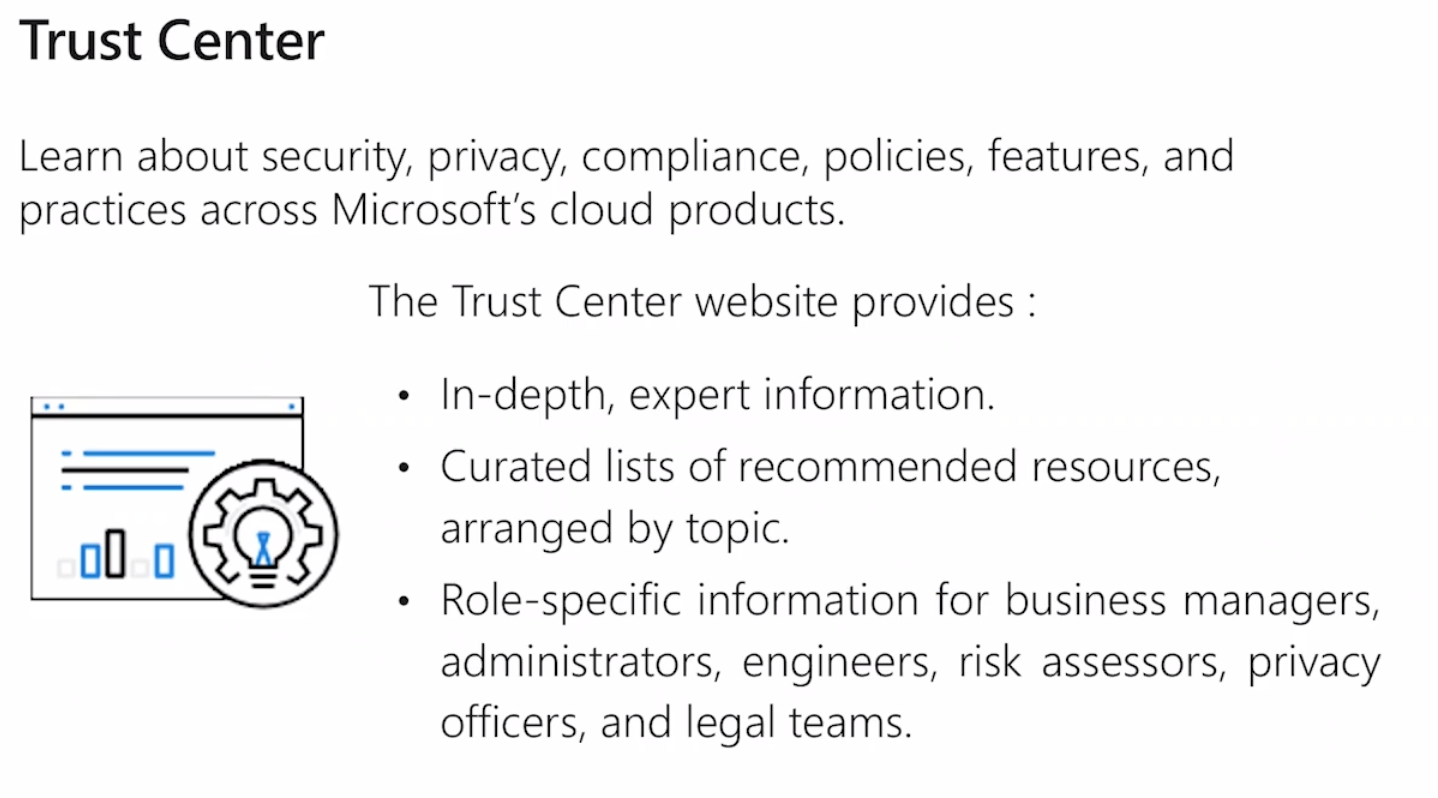 Trust Center
Learn about security, privacy, compliance, policies, features, and
practices across Microsoft’s cloud products.
The Trust Center website provides :
• In-depth, expert information.
• Curated lists of recommended resources,
arranged by topic.
• Role-specific information for business managers,
administrators, engineers, risk assessors, privacy
officers, and legal teams.